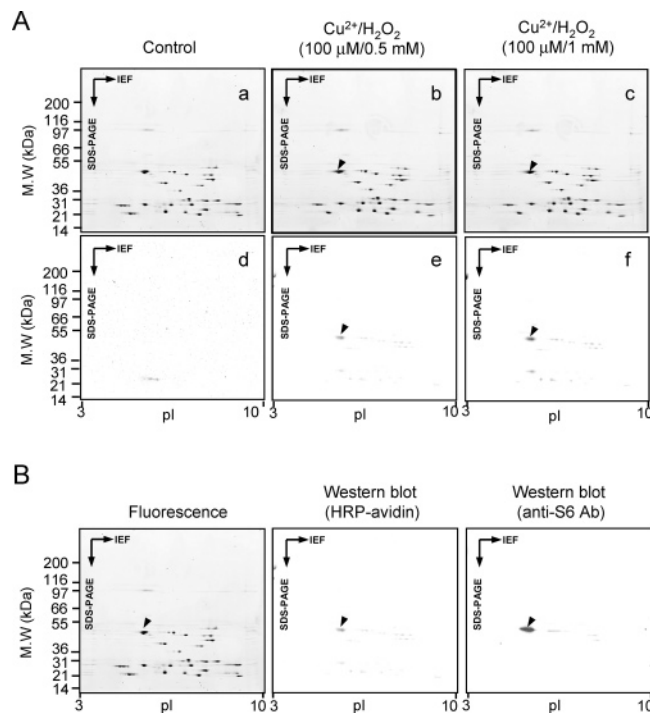 A
Control
Cu²⁺/H₂O₂ (100 µM/0.5 mM)
Cu²⁺/H₂O₂ (100 µM/1 mM)
IEF
SDS-PAGE
a
IEF
SDS-PAGE
b
IEF
SDS-PAGE
c
M.W (kDa)
200
116
97
66
55
36
31
21
14
IEF
SDS-PAGE
d
IEF
SDS-PAGE
e
IEF
SDS-PAGE
f
M.W (kDa)
200
116
97
66
55
36
31
21
14
3 pI 10
3 pI 10
3 pI 10
B
Fluorescence
Western blot (HRP-avidin)
Western blot (anti-S6 Ab)
IEF
SDS-PAGE
IEF
SDS-PAGE
IEF
SDS-PAGE
M.W (kDa)
200
116
97
66
55
36
31
21
14
3 pI 10
3 pI 10
3 pI 10